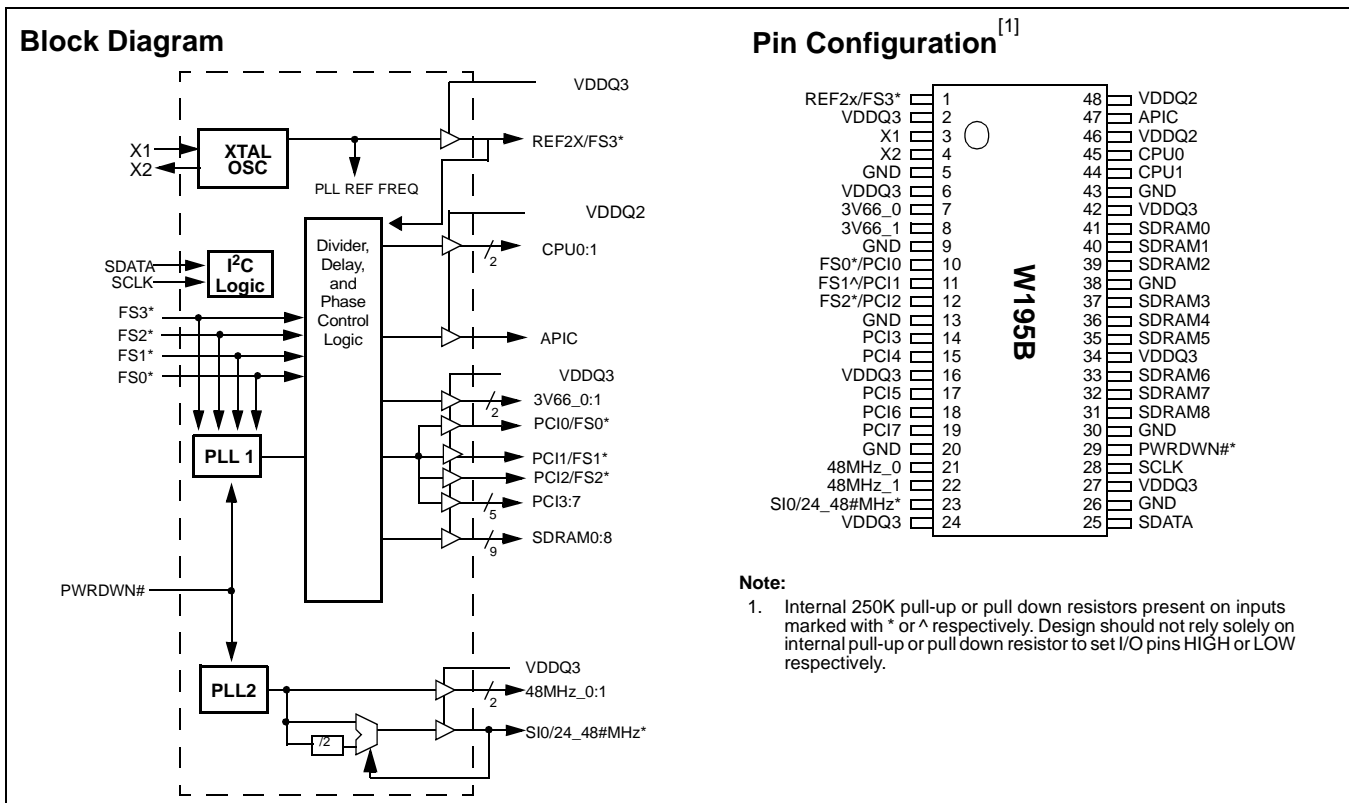 Block Diagram
VDDQ3
X1
X2
XTAL
OSC
REF2X/FS3*
PLL REF FREQ
VDDQ2
Divider,
Delay,
and
Phase
Control
Logic
2
CPU0:1
SDATA
SCLK
I2C
Logic
FS3*
FS2*
FS1*
FS0*
APIC
VDDQ3
2
3V66_0:1
PCI0/FS0*
PLL 1
PCI1/FS1*
PCI2/FS2*
5
PCI3:7
9
SDRAM0:8
PWRDWN#
VDDQ3
PLL2
2
48MHz_0:1
/2
SI0/24_48#MHz*
Pin Configuration[1]
REF2x/FS3* 1 48 VDDQ2
VDDQ3 2 47 APIC
X1 3 46 VDDQ2
X2 4 45 CPU0
GND 5 44 CPU1
VDDQ3 6 43 GND
3V66_0 7 42 VDDQ3
3V66_1 8 41 SDRAM0
GND 9 40 SDRAM1
FS0*/PCI0 10 39 SDRAM2
FS1^/PCI1 11 38 GND
FS2*/PCI2 12 37 SDRAM3
GND 13 36 SDRAM4
PCI3 14 35 SDRAM5
PCI4 15 34 VDDQ3
VDDQ3 16 33 SDRAM6
PCI5 17 32 SDRAM7
PCI6 18 31 SDRAM8
PCI7 19 30 GND
GND 20 29 PWRDWN#*
48MHz_0 21 28 SCLK
48MHz_1 22 27 VDDQ3
SI0/24_48#MHz* 23 26 GND
VDDQ3 24 25 SDATA
W195B
Note:
1. Internal 250K pull-up or pull down resistors present on inputs
marked with * or ^ respectively. Design should not rely solely on
internal pull-up or pull down resistor to set I/O pins HIGH or LOW
respectively.